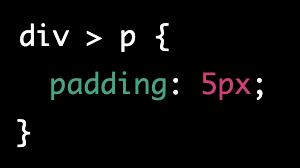 div > p {
  padding: 5px;
}